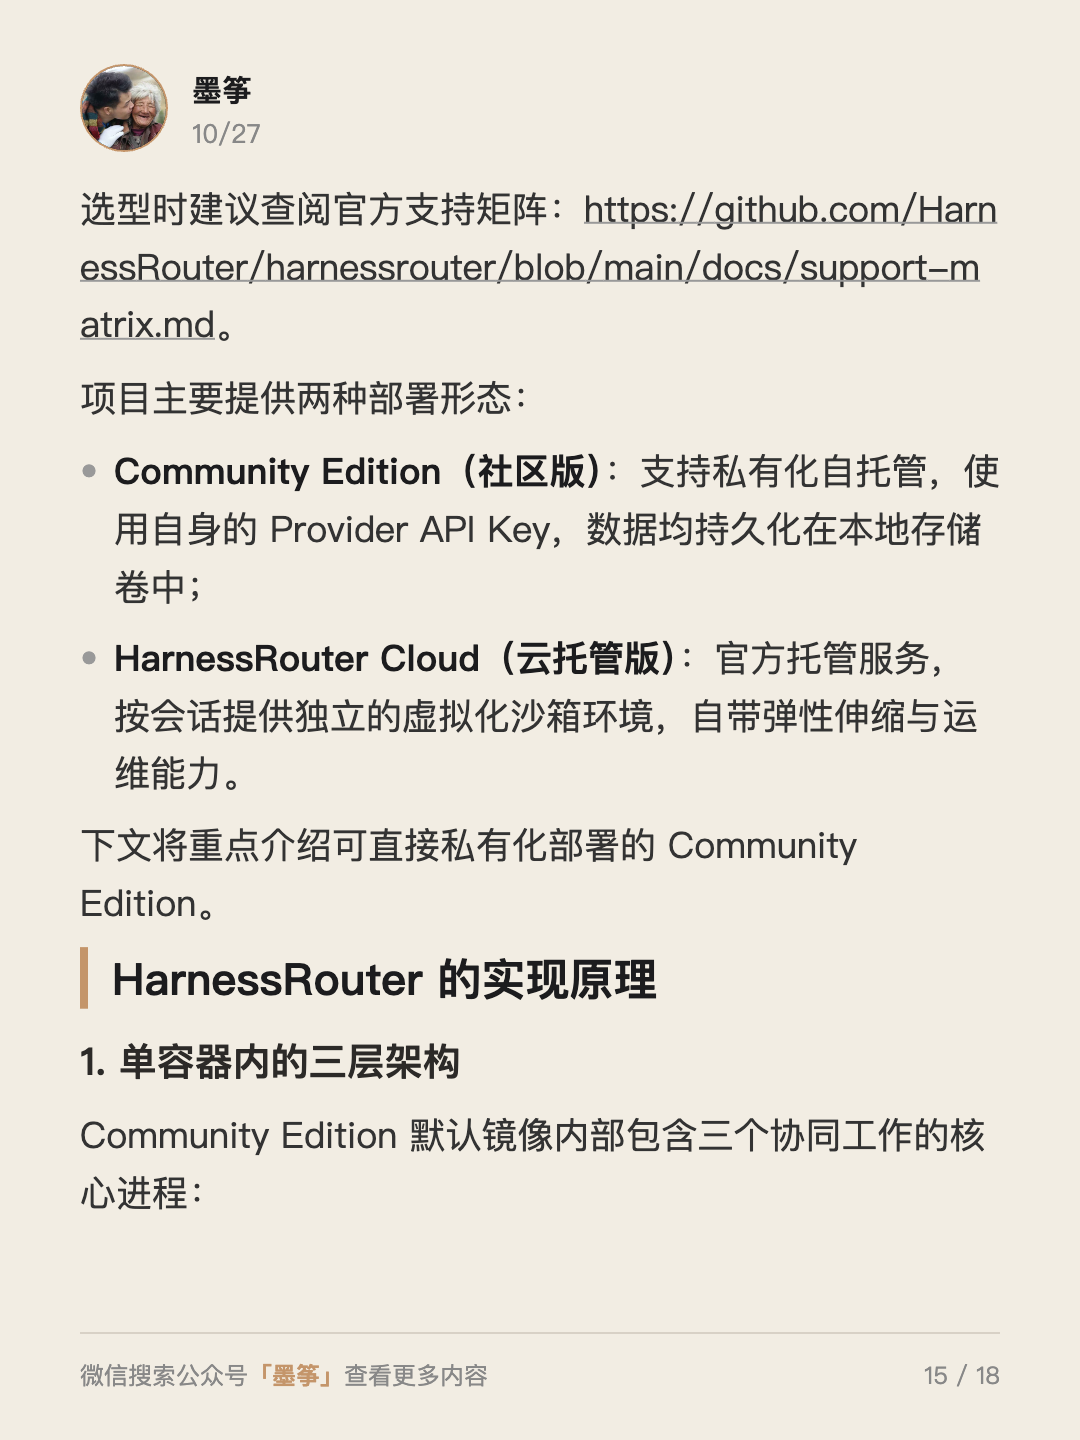 墨筝
10/27
选型时建议查阅官方支持矩阵：https://github.com/Harn
essRouter/harnessrouter/blob/main/docs/support-m
atrix.md。
项目主要提供两种部署形态：
• Community Edition（社区版）：支持私有化自托管，使
用自身的 Provider API Key，数据均持久化在本地存储
卷中；
• HarnessRouter Cloud（云托管版）：官方托管服务，
按会话提供独立的虚拟化沙箱环境，自带弹性伸缩与运
维能力。
下文将重点介绍可直接私有化部署的 Community
Edition。
HarnessRouter 的实现原理
1. 单容器内的三层架构
Community Edition 默认镜像内部包含三个协同工作的核
心进程：
微信搜索公众号「墨筝」查看更多内容
15 / 18